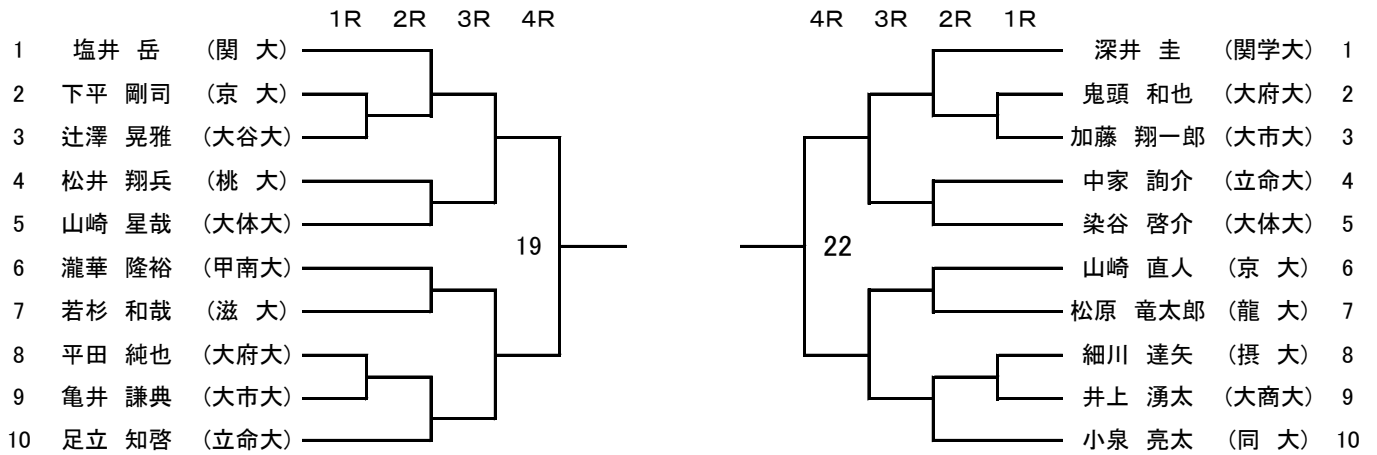 １R ２R ３R ４R ４R ３R ２R １R
1 塩井 岳 （関 大） 深井 圭 （関学大） 1
2 下平 剛司 （京 大） 鬼頭 和也 （大府大） 2
3 辻澤 晃雅 （大谷大） 加藤 翔一郎 （大市大） 3
4 松井 翔兵 （桃 大） 中家 詢介 （立命大） 4
5 山崎 星哉 （大体大） 染谷 啓介 （大体大） 5
19 22
6 瀧華 隆裕 （甲南大） 山崎 直人 （京 大） 6
7 若杉 和哉 （滋 大） 松原 竜太郎 （龍 大） 7
8 平田 純也 （大府大） 細川 達矢 （摂 大） 8
9 亀井 謙典 （大市大） 井上 湧太 （大商大） 9
10 足立 知啓 （立命大） 小泉 亮太 （同 大） 10